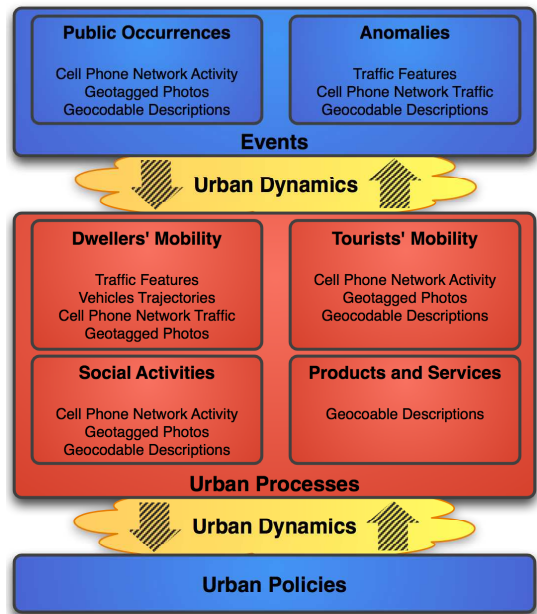 Public Occurrences
Cell Phone Network Activity
Geotagged Photos
Geocodable Descriptions
Anomalies
Traffic Features
Cell Phone Network Traffic
Geocodable Descriptions
Events
Urban Dynamics
Dwellers' Mobility
Traffic Features
Vehicles Trajectories
Cell Phone Network Traffic
Geotagged Photos
Tourists' Mobility
Cell Phone Network Activity
Geotagged Photos
Geocodable Descriptions
Social Activities
Cell Phone Network Activity
Geotagged Photos
Geocodable Descriptions
Products and Services
Geocoable Descriptions
Urban Processes
Urban Dynamics
Urban Policies